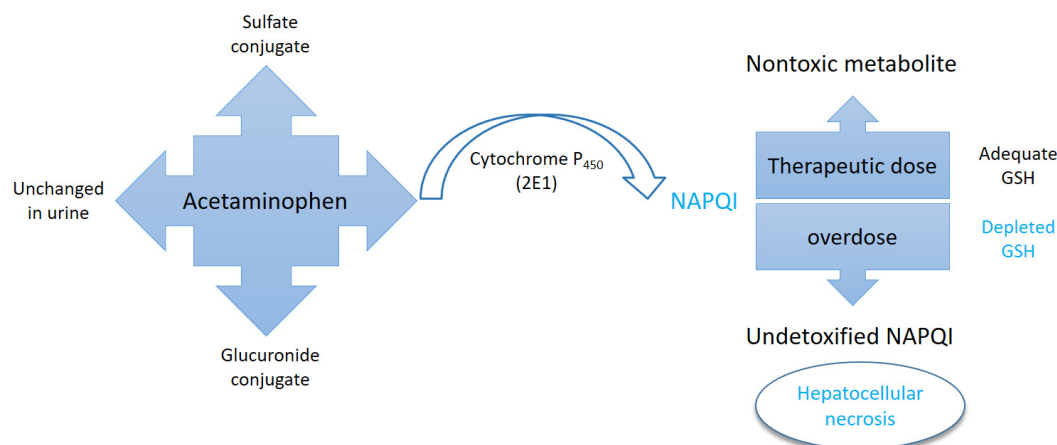 Sulfate
conjugate
Unchanged
in urine
Acetaminophen
Glucuronide
conjugate
Cytochrome P₄₅₀
(2E1)
NAPQI
Nontoxic metabolite
Therapeutic dose
Adequate
GSH
overdose
Depleted
GSH
Undetoxified NAPQI
Hepatocellular
necrosis